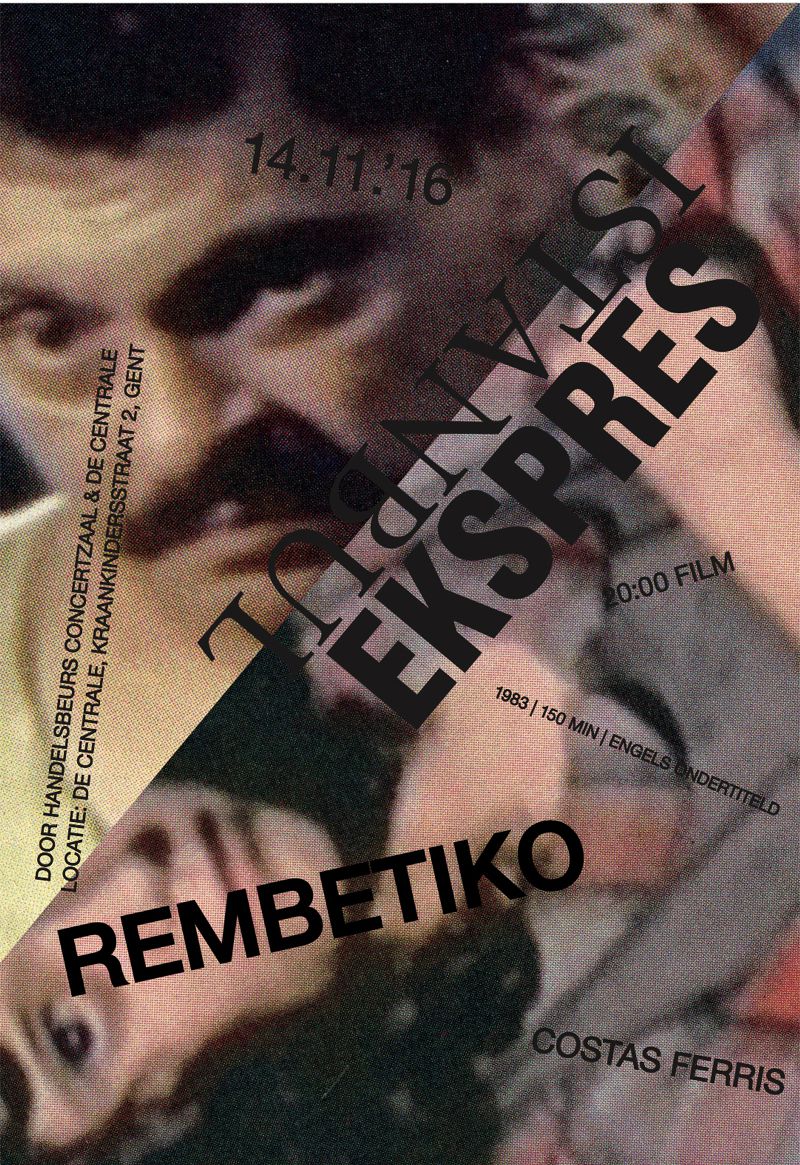 14.11.'16
ISTANBUL
EKSPRES
DOOR HANDELSBEURS CONCERTZAAL & DE CENTRALE
LOCATIE: DE CENTRALE, KRAANKINDERSSTRAAT 2, GENT
20:00 FILM
1983 | 150 MIN | ENGELS ONDERTITELD
REMBETIKO
COSTAS FERRIS